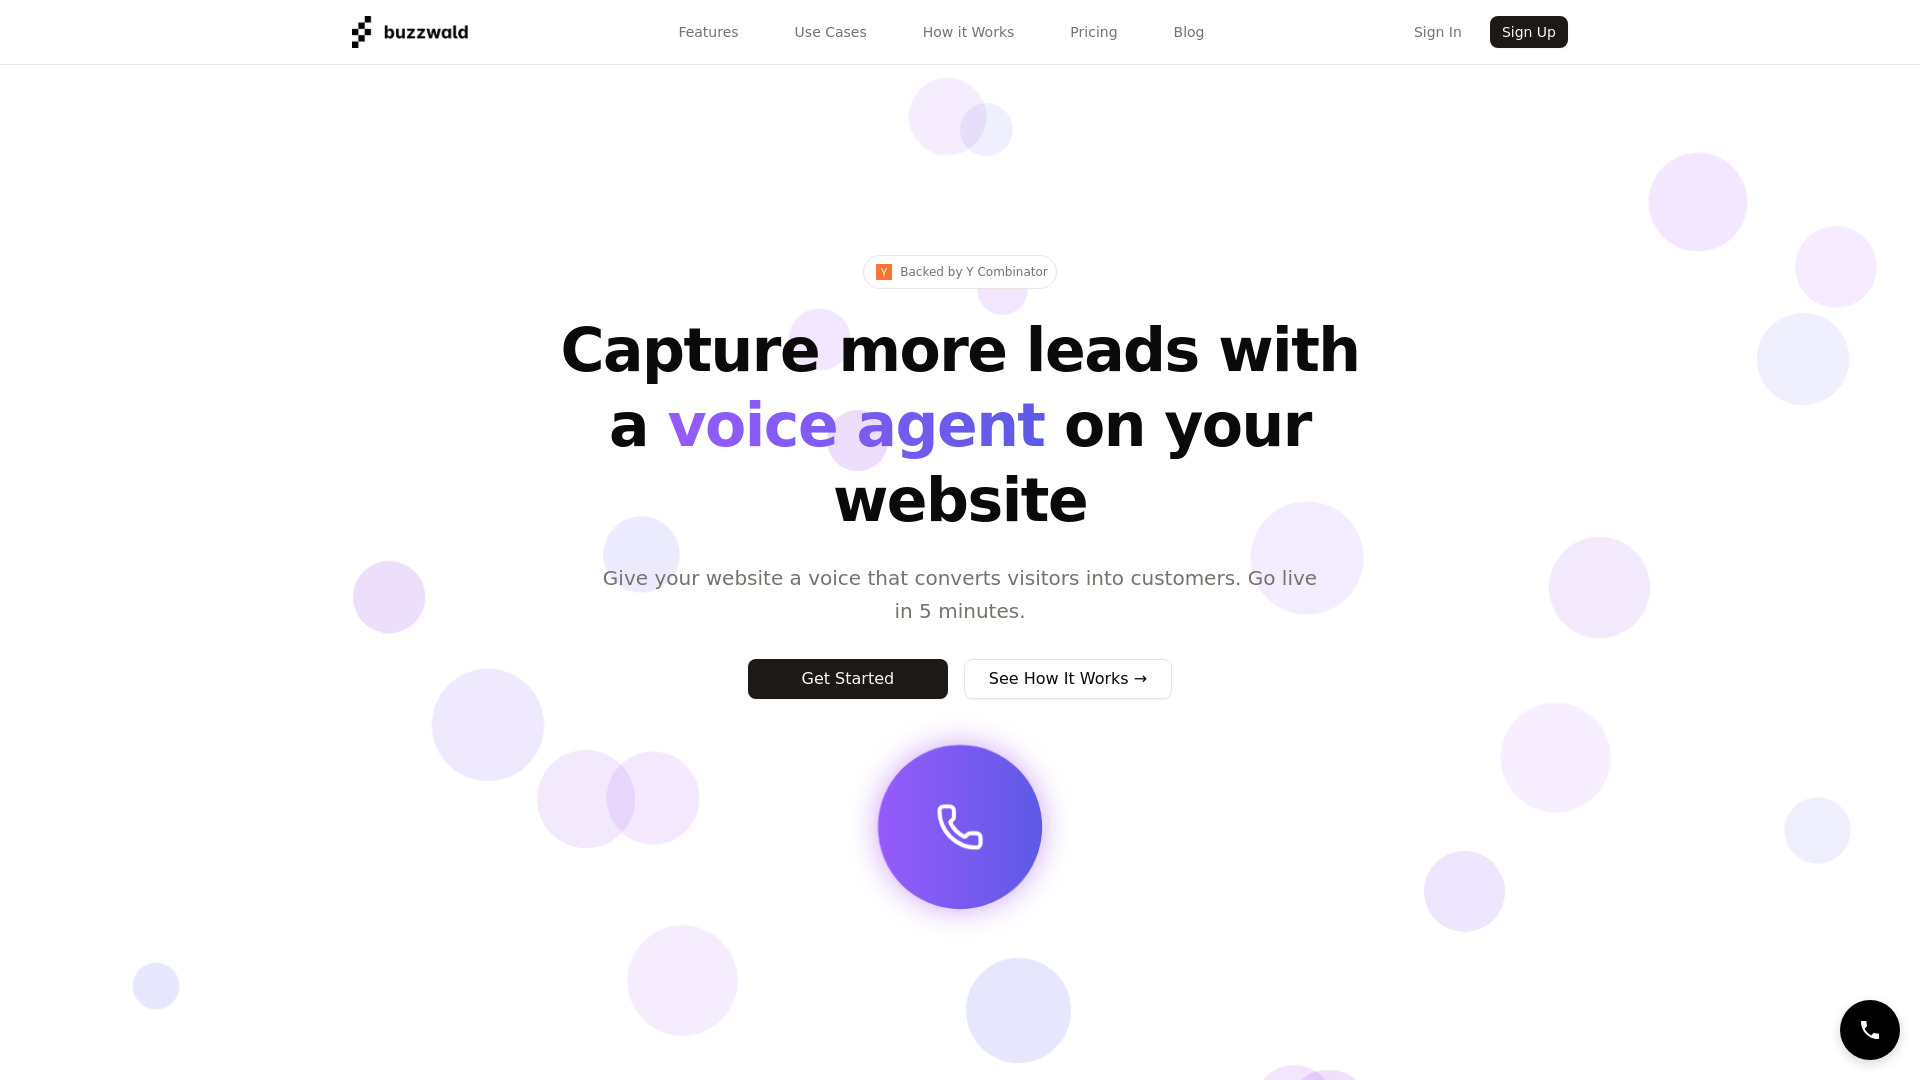 buzzwald
Features
Use Cases
How it Works
Pricing
Blog
Sign In
Sign Up
Y
Backed by Y Combinator
Capture more leads with
a voice agent on your
website
Give your website a voice that converts visitors into customers. Go live
in 5 minutes.
Get Started
See How It Works →